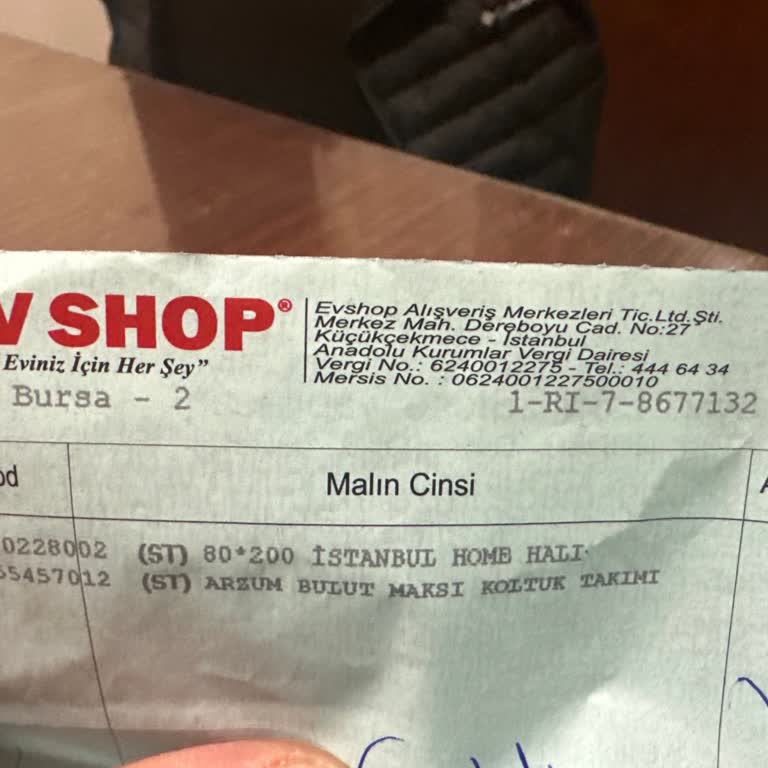 V SHOP®
Eviniz İçin Her Şey”
Evshop Alışveriş Merkezleri Tic.Ltd.Şti.
Merkez Mah. Dereboyu Cad. No:27
Küçükçekmece - İstanbul
Anadolu Kurumlar Vergi Dairesi
Vergi No.: 6240012275 - Tel.: 444 64 34
Mersis No. : 0624001227500010
Bursa - 2
1-RI-7-8677132
od Malın Cinsi
0228002 (ST) 80*200 İSTANBUL HOME HALI
55457012 (ST) ARZUM BULUT MAKSI KOLTUK TAKIMI